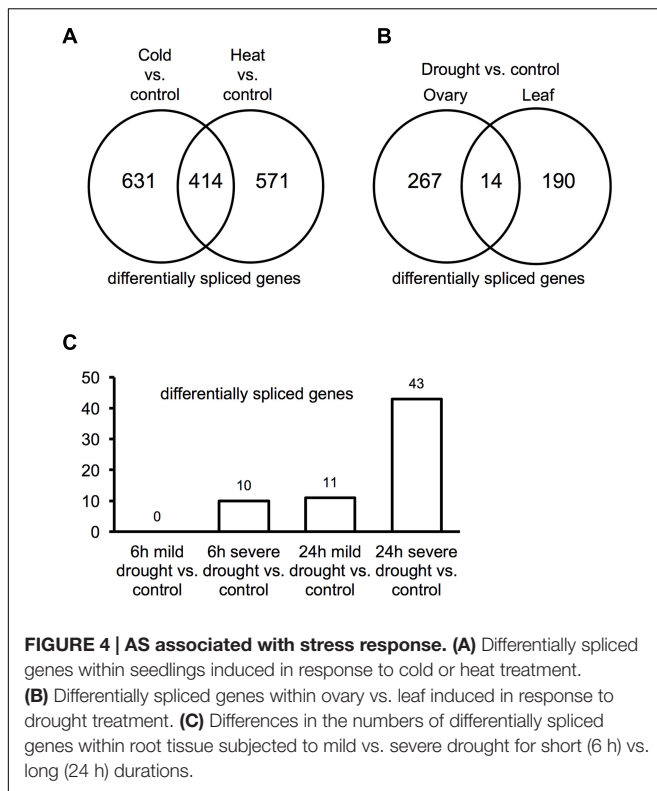 A
Cold
vs.
control
Heat
vs.
control
631
414
571
differentially spliced genes
B
Drought vs. control
Ovary
Leaf
267
14
190
differentially spliced genes
C
differentially spliced genes
50
40
30
20
10
0
0
10
11
43
6h mild
drought vs.
control
6h severe
drought vs.
control
24h mild
drought vs.
control
24h severe
drought vs.
control
FIGURE 4 | AS associated with stress response. (A) Differentially spliced
genes within seedlings induced in response to cold or heat treatment.
(B) Differentially spliced genes within ovary vs. leaf induced in response to
drought treatment. (C) Differences in the numbers of differentially spliced
genes within root tissue subjected to mild vs. severe drought for short (6 h) vs.
long (24 h) durations.